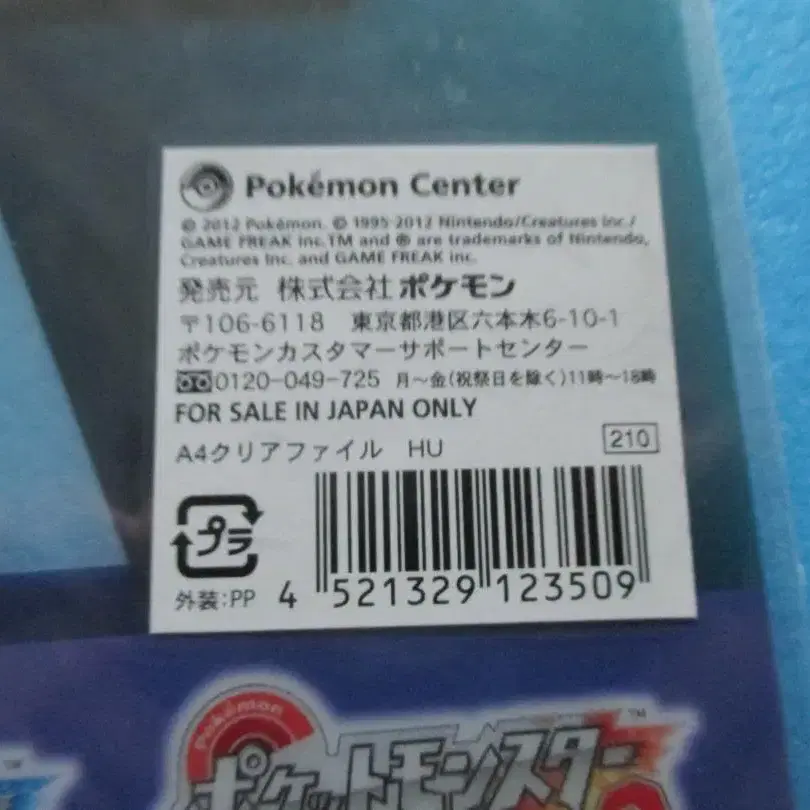 Pokémon Center
© 2012 Pokémon. © 1995-2012 Nintendo/Creatures Inc./
GAME FREAK inc.TM and ® are trademarks of Nintendo,
Creatures Inc. and GAME FREAK inc.
発売元 株式会社ポケモン
〒106-6118 東京都港区六本木6-10-1
ポケモンカスタマーサポートセンター
0120-049-725 月～金(祝祭日を除く)11時～18時
FOR SALE IN JAPAN ONLY
A4クリアファイル HU
210
プラ
外装:PP
4 521329 123509
Pokémon
ポケットモンスター
TM